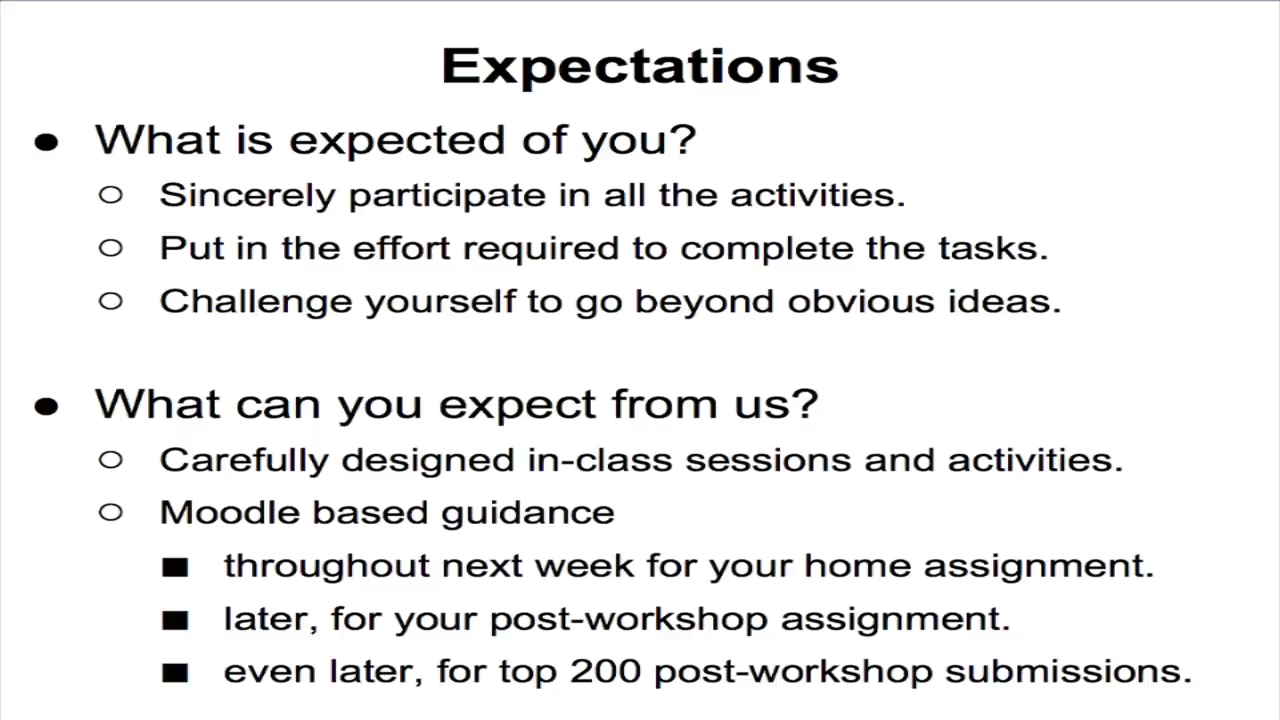 Expectations
● What is expected of you?
○ Sincerely participate in all the activities.
○ Put in the effort required to complete the tasks.
○ Challenge yourself to go beyond obvious ideas.
● What can you expect from us?
○ Carefully designed in-class sessions and activities.
○ Moodle based guidance
■ throughout next week for your home assignment.
■ later, for your post-workshop assignment.
■ even later, for top 200 post-workshop submissions.